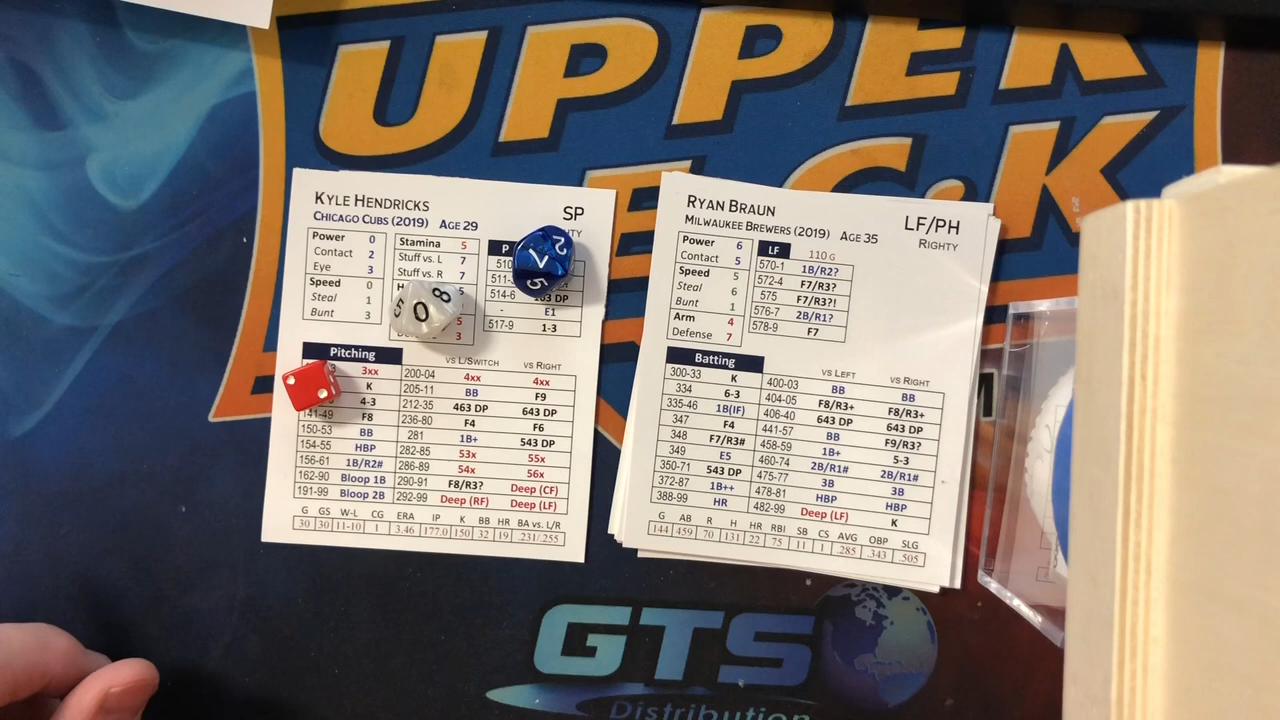 UPPER
DECK
KYLE HENDRICKS
SP
CHICAGO CUBS (2019) AGE 29
Power 0
Contact 2
Eye 3
Speed 0
Steal 1
Bunt 3
Stamina 5
Stuff vs. L 7
Stuff vs. R 7
5
3
P
510
511-
514-6 163 DP
- E1
517-9 1-3
2
7
5
5 0 8
Pitching
3xx
K
4-3
141-49 F8
150-53 BB
154-55 HBP
156-61 1B/R2#
162-90 Bloop 1B
191-99 Bloop 2B
VS L/SWITCH VS RIGHT
200-04 4xx 4xx
205-11 BB F9
212-35 463 DP 643 DP
236-80 F4 F6
281 1B+ 543 DP
282-85 53x 55x
286-89 54x 56x
290-91 F8/R3? Deep (CF)
292-99 Deep (RF) Deep (LF)
G GS W-L CG ERA IP K BB HR BA vs. L/R
30 30 11-10 1 3.46 177.0 150 32 19 .231/.255
RYAN BRAUN
LF/PH
MILWAUKEE BREWERS (2019) AGE 35
RIGHTY
Power 6
Contact 5
Speed 5
Steal 6
Bunt 1
Arm 4
Defense 7
LF 110 G
570-1 1B/R2?
572-4 F7/R3?
575 F7/R3?!
576-7 2B/R1?
578-9 F7
Batting
300-33 K
334 6-3
335-46 1B(IF)
347 F4
348 F7/R3#
349 E5
350-71 543 DP
372-87 1B++
388-99 HR
VS LEFT VS RIGHT
400-03 BB BB
404-05 F8/R3+ F8/R3+
406-40 643 DP 643 DP
441-57 BB F9/R3?
458-59 1B+ 5-3
460-74 2B/R1# 2B/R1#
475-77 3B 3B
478-81 HBP HBP
482-99 Deep (LF) K
G AB R H HR RBI SB CS AVG OBP SLG
144 459 70 131 22 75 11 1 .285 .343 .505
GTS
Distribution